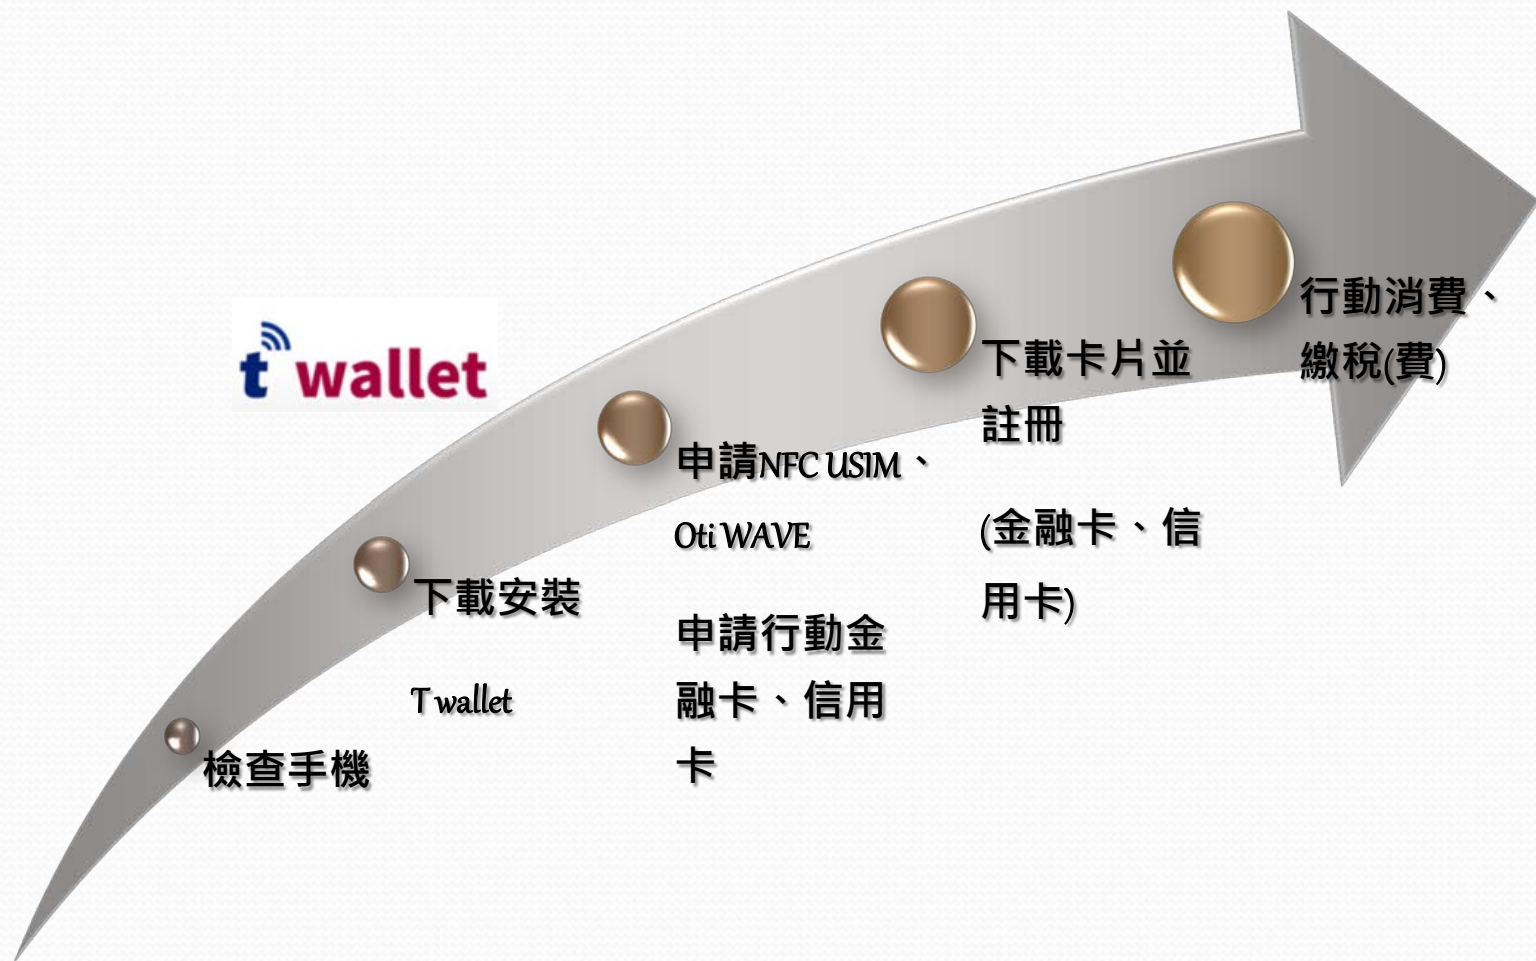 t wallet
檢查手機
下載安裝
T wallet
申請NFC USIM、
Oti WAVE
申請行動金
融卡、信用
卡
下載卡片並
註冊
(金融卡、信
用卡)
行動消費、
繳稅(費)